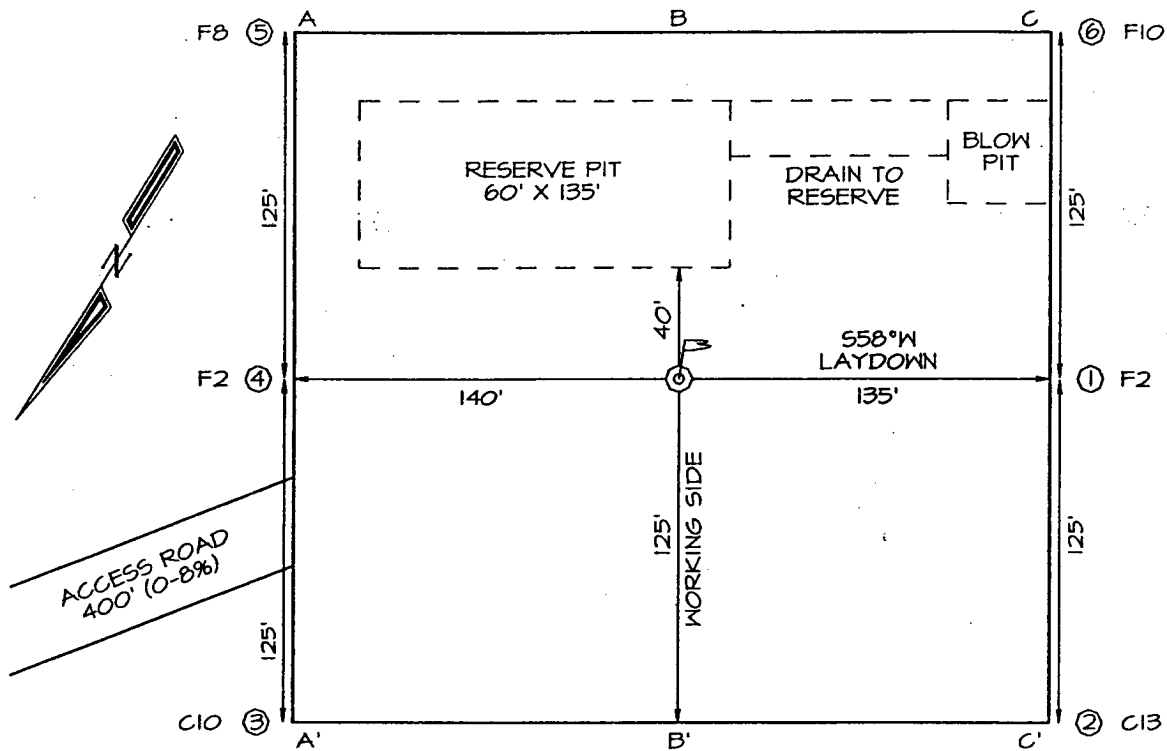 A B C
F8 ⑤ ⑥ F10
RESERVE PIT
60' X 135'
BLOW
PIT
DRAIN TO
RESERVE
125'
125'
N
40'
S58°W
LAYDOWN
F2 ④ ① F2
140'
135'
ACCESS ROAD
400' (0-8%)
125'
125'
WORKING SIDE
125'
C10 ③ ② C13
A' B' C'